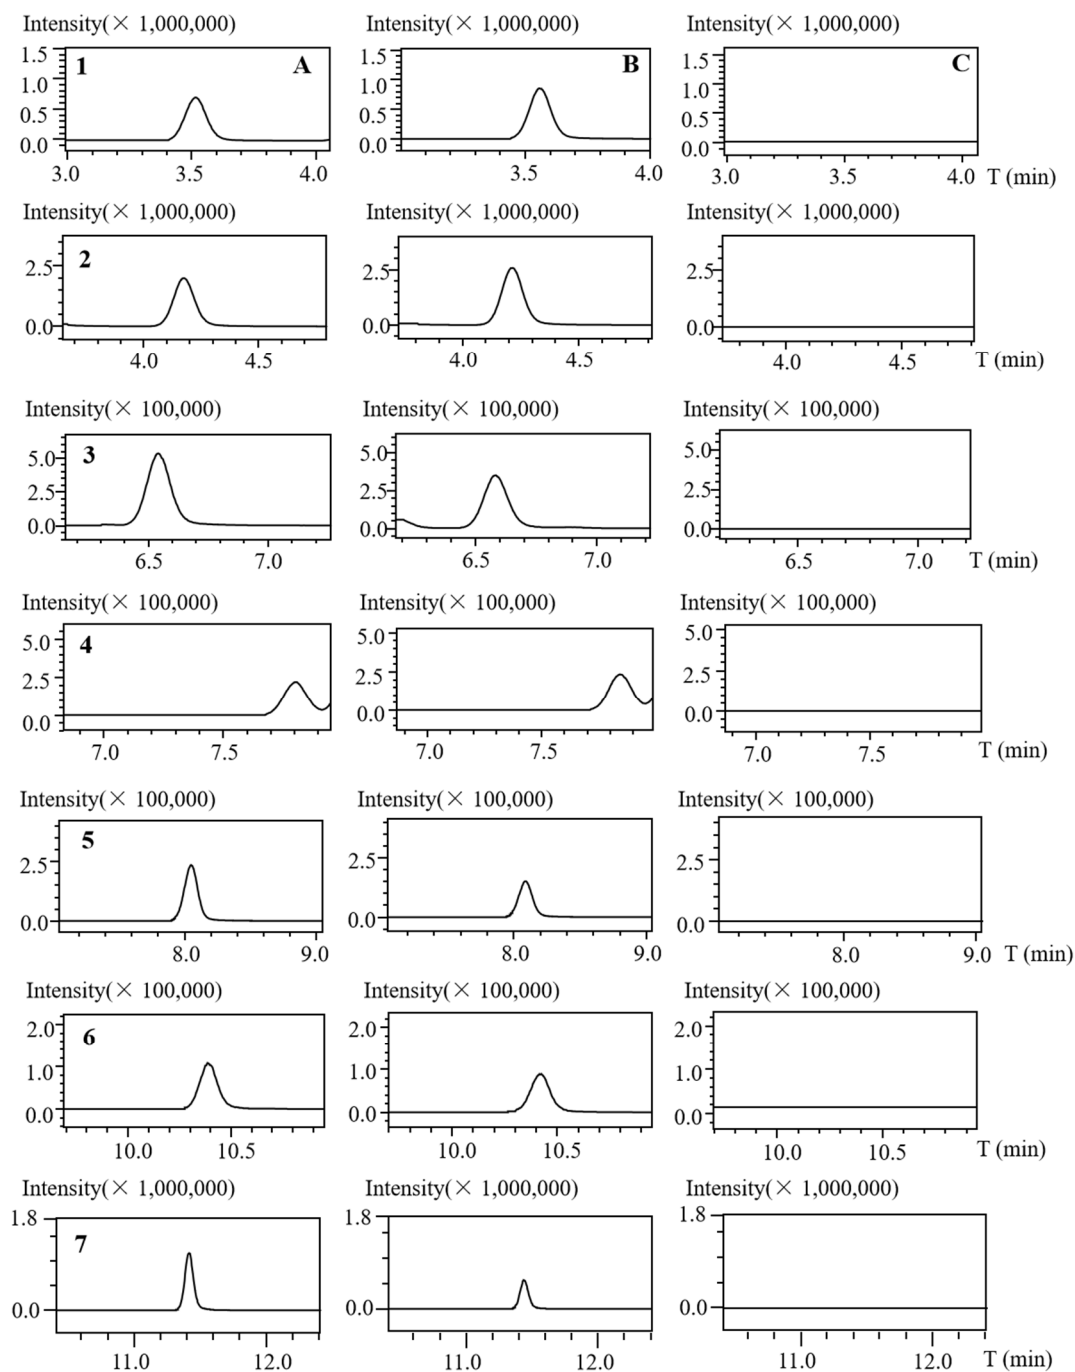 Intensity(× 1,000,000) Intensity(× 1,000,000) Intensity(× 1,000,000)
1.5 1 A 1.5 B 1.5 C
1.0 1.0 1.0
0.5 0.5 0.5
0.0 0.0 0.0
3.0 3.5 4.0 3.5 4.0 3.0 3.5 4.0 T (min)
Intensity(× 1,000,000) Intensity(× 1,000,000) Intensity(× 1,000,000)
2
2.5 2.5 2.5
0.0 0.0 0.0
4.0 4.5 4.0 4.5 4.0 4.5 T (min)
Intensity(× 100,000) Intensity(× 100,000) Intensity(× 100,000)
5.0 3 5.0 5.0
2.5 2.5 2.5
0.0 0.0 0.0
6.5 7.0 6.5 7.0 6.5 7.0 T (min)
Intensity(× 100,000) Intensity(× 100,000) Intensity(× 100,000)
5.0 4 5.0 5.0
2.5 2.5 2.5
0.0 0.0 0.0
7.0 7.5 7.0 7.5 7.0 7.5 T (min)
Intensity(× 100,000) Intensity(× 100,000) Intensity(× 100,000)
5
2.5 2.5 2.5
0.0 0.0 0.0
8.0 9.0 8.0 9.0 8.0 9.0 T (min)
Intensity(× 100,000) Intensity(× 100,000) Intensity(× 100,000)
2.0 6 2.0 2.0
1.0 1.0 1.0
0.0 0.0 0.0
10.0 10.5 10.0 10.5 10.0 10.5 T (min)
Intensity(× 1,000,000) Intensity(× 1,000,000) Intensity(× 1,000,000)
1.8 1.8 1.8
7
0.0 0.0 0.0
11.0 12.0 11.0 12.0 11.0 12.0 T (min)